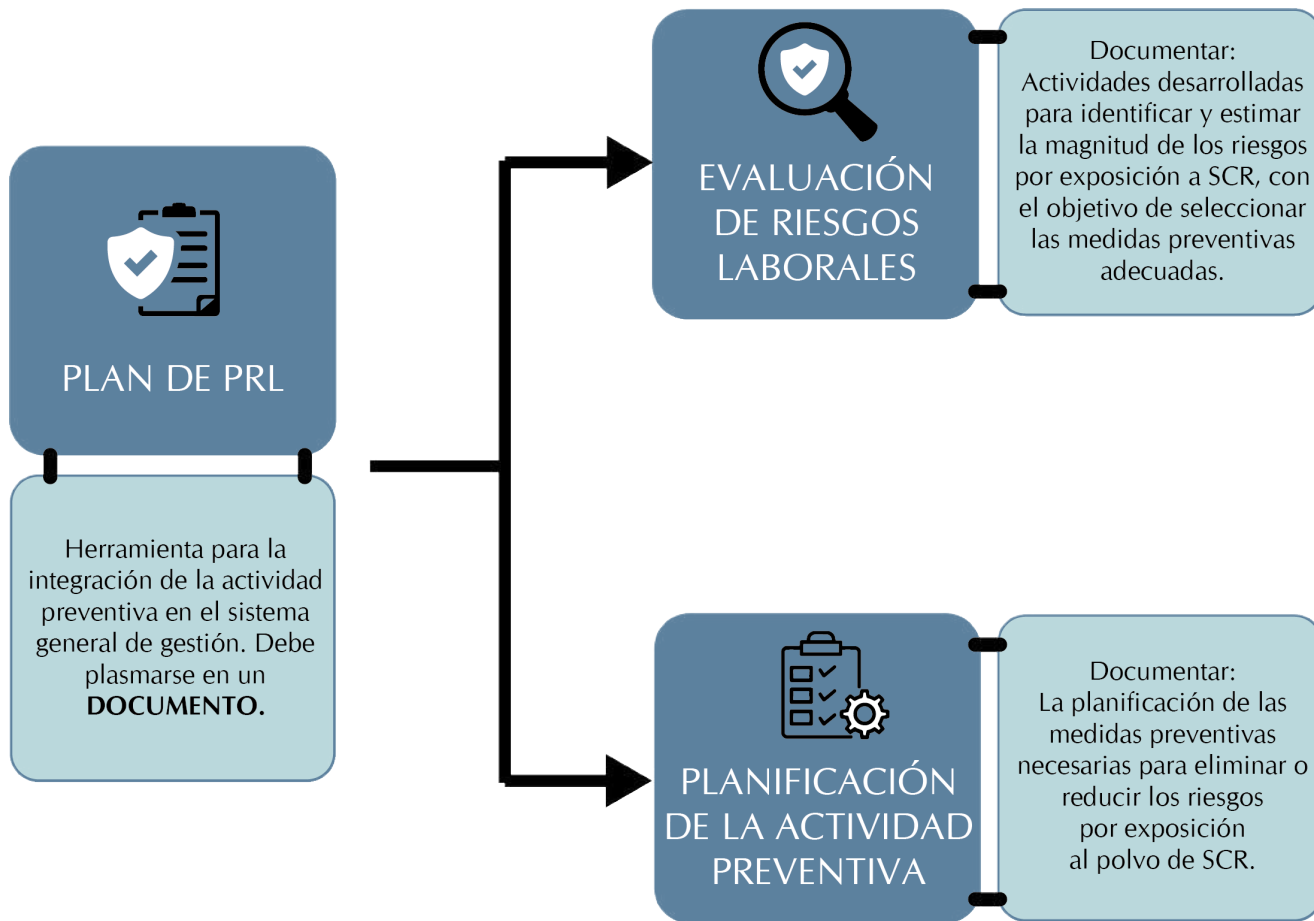 PLAN DE PRL
Herramienta para la
integración de la actividad
preventiva en el sistema
general de gestión. Debe
plasmarse en un
DOCUMENTO.
EVALUACIÓN
DE RIESGOS
LABORALES
Documentar:
Actividades desarrolladas
para identificar y estimar
la magnitud de los riesgos
por exposición a SCR, con
el objetivo de seleccionar
las medidas preventivas
adecuadas.
PLANIFICACIÓN
DE LA ACTIVIDAD
PREVENTIVA
Documentar:
La planificación de las
medidas preventivas
necesarias para eliminar o
reducir los riesgos
por exposición
al polvo de SCR.